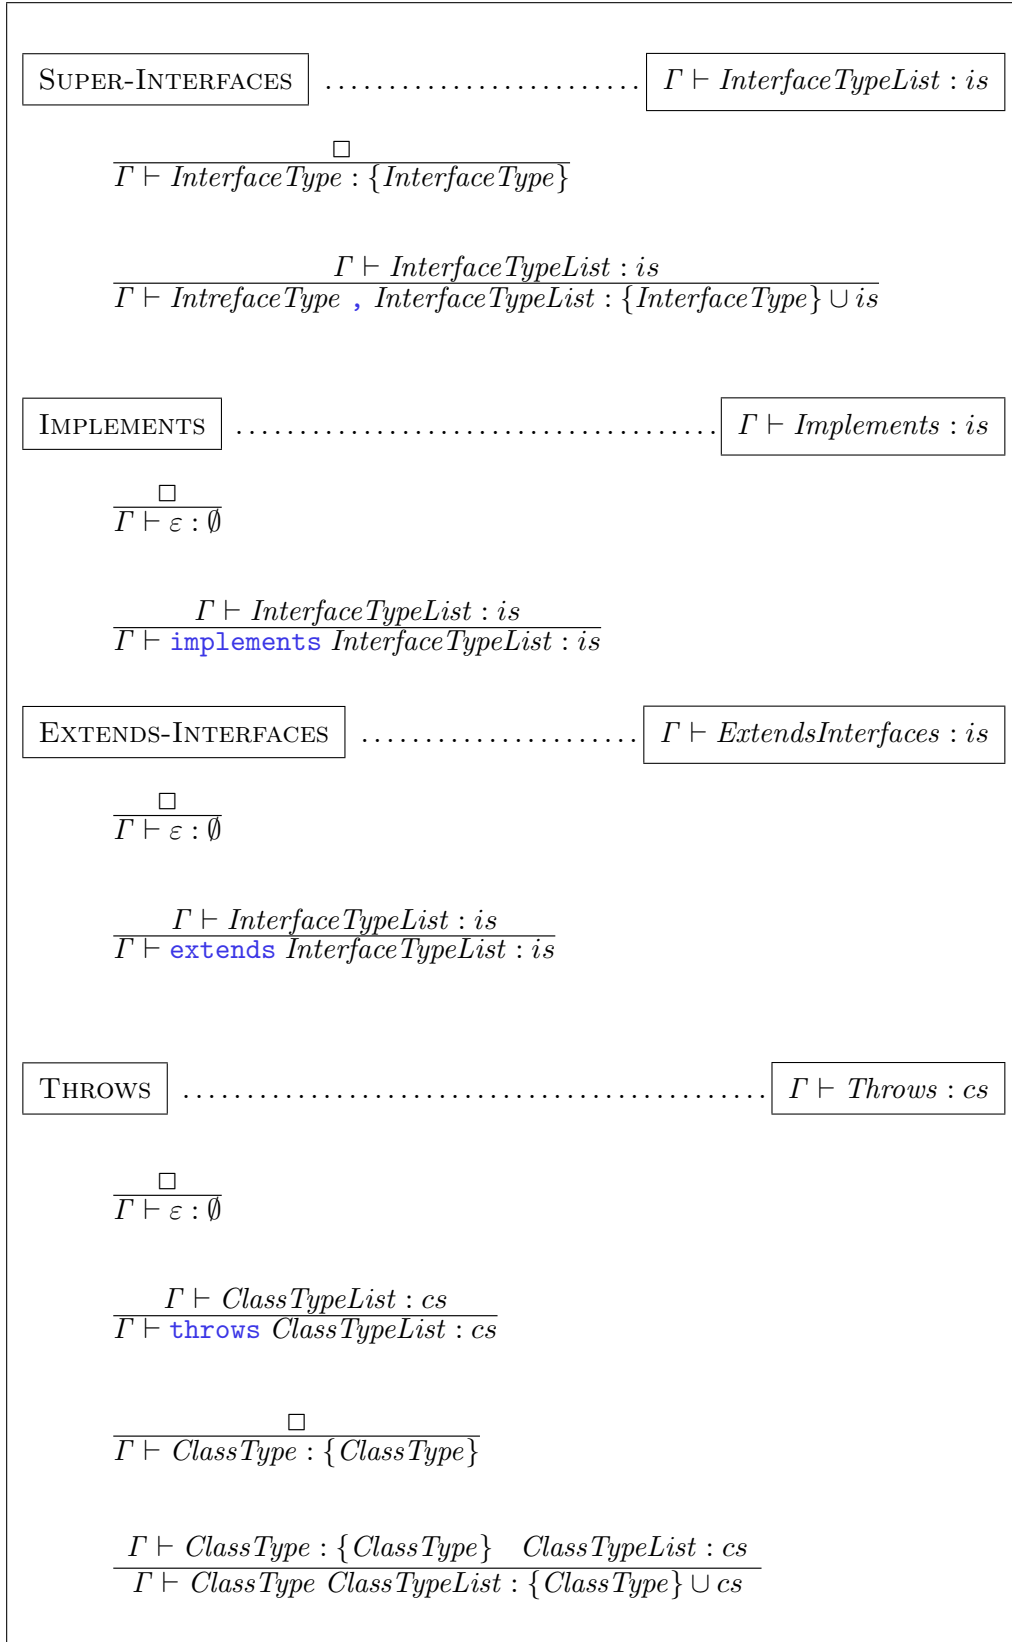 SUPER-INTERFACES ......................... Γ ⊢ InterfaceTypeList : is
□
Γ ⊢ InterfaceType : {InterfaceType}
Γ ⊢ InterfaceTypeList : is
Γ ⊢ IntrefaceType , InterfaceTypeList : {InterfaceType} ∪ is
IMPLEMENTS ...................................... Γ ⊢ Implements : is
□
Γ ⊢ ε : ∅
Γ ⊢ InterfaceTypeList : is
Γ ⊢ implements InterfaceTypeList : is
EXTENDS-INTERFACES ...................... Γ ⊢ ExtendsInterfaces : is
□
Γ ⊢ ε : ∅
Γ ⊢ InterfaceTypeList : is
Γ ⊢ extends InterfaceTypeList : is
THROWS .............................................. Γ ⊢ Throws : cs
□
Γ ⊢ ε : ∅
Γ ⊢ ClassTypeList : cs
Γ ⊢ throws ClassTypeList : cs
□
Γ ⊢ ClassType : {ClassType}
Γ ⊢ ClassType : {ClassType} ClassTypeList : cs
Γ ⊢ ClassType ClassTypeList : {ClassType} ∪ cs